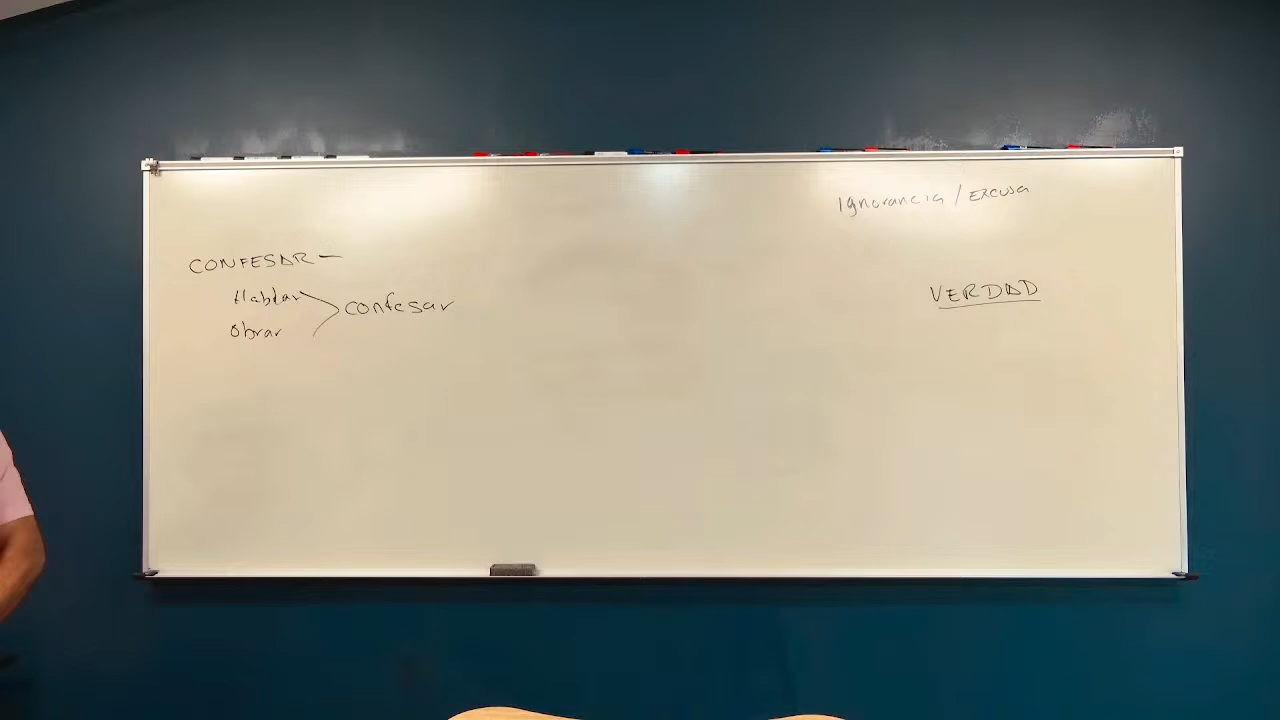 Ignorancia / Excusa
CONFESAR –
Hablar
confesar
Obrar
VERDAD